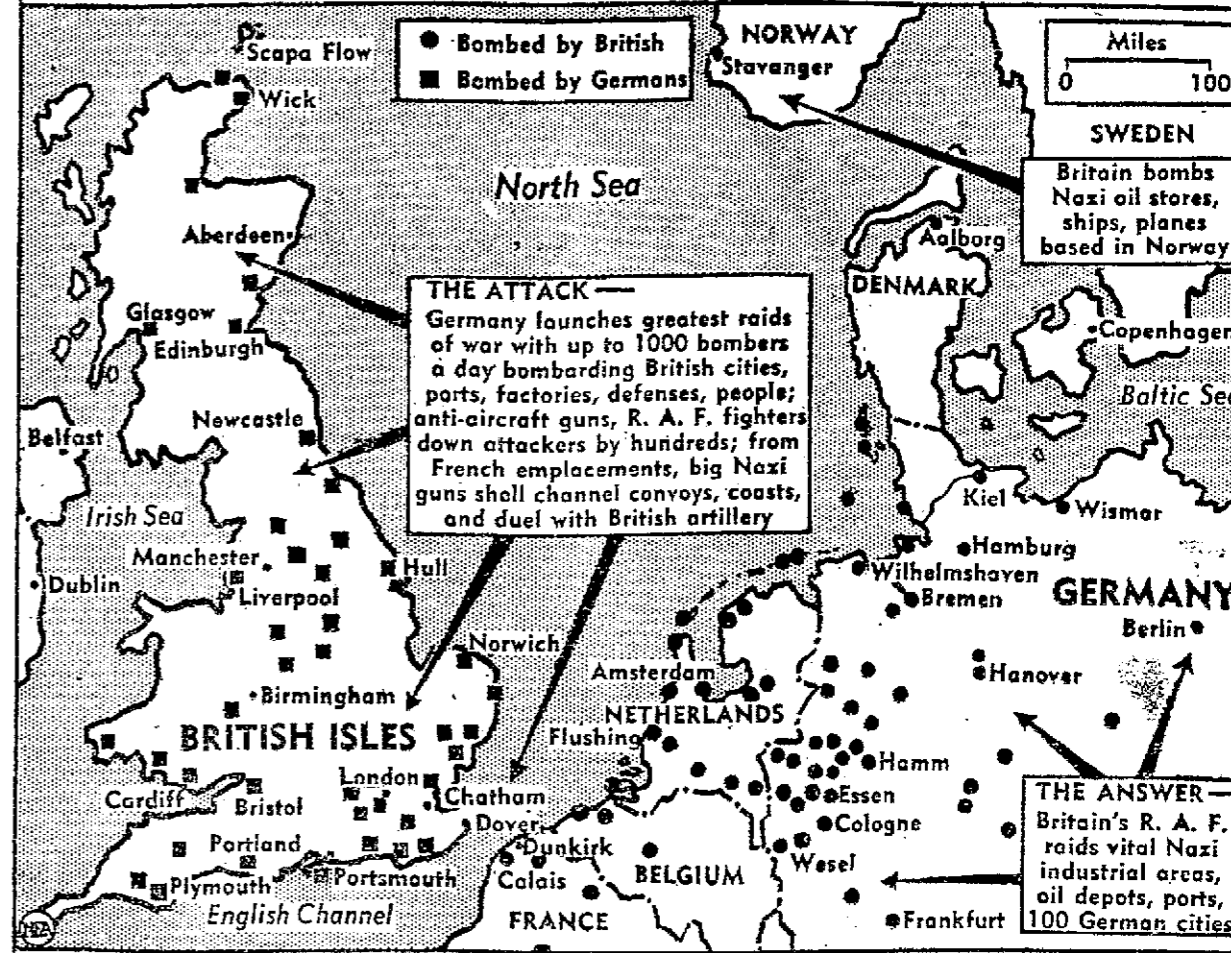 Scapa Flow
Wick
● Bombed by British
■ Bombed by Germans
NORWAY
Stavanger
Miles
0 100
SWEDEN
Britain bombs
Nazi oil stores,
ships, planes
based in Norway
North Sea
Aberdeen
Aalborg
DENMARK
THE ATTACK —
Germany launches greatest raids
of war with up to 1000 bombers
a day bombarding British cities,
ports, factories, defenses, people;
anti-aircraft guns, R. A. F. fighters
down attackers by hundreds; from
French emplacements, big Nazi
guns shell channel convoys, coasts,
and duel with British artillery
Glasgow
Edinburgh
Copenhagen
Baltic Sea
Newcastle
Belfast
Irish Sea
Kiel
Wismar
Manchester
Hull
Hamburg
Dublin
Liverpool
Wilhelmshaven
Bremen
GERMANY
Berlin
Norwich
Amsterdam
Hanover
Birmingham
BRITISH ISLES
NETHERLANDS
Flushing
Hamm
London
Cardiff
Bristol
Chatham
Essen
THE ANSWER —
Britain's R. A. F.
raids vital Nazi
industrial areas,
oil depots, ports,
100 German cities
Dover
Cologne
Portland
Dunkirk
Wesel
Plymouth
Portsmouth
Calais
BELGIUM
English Channel
FRANCE
Frankfurt
NEA